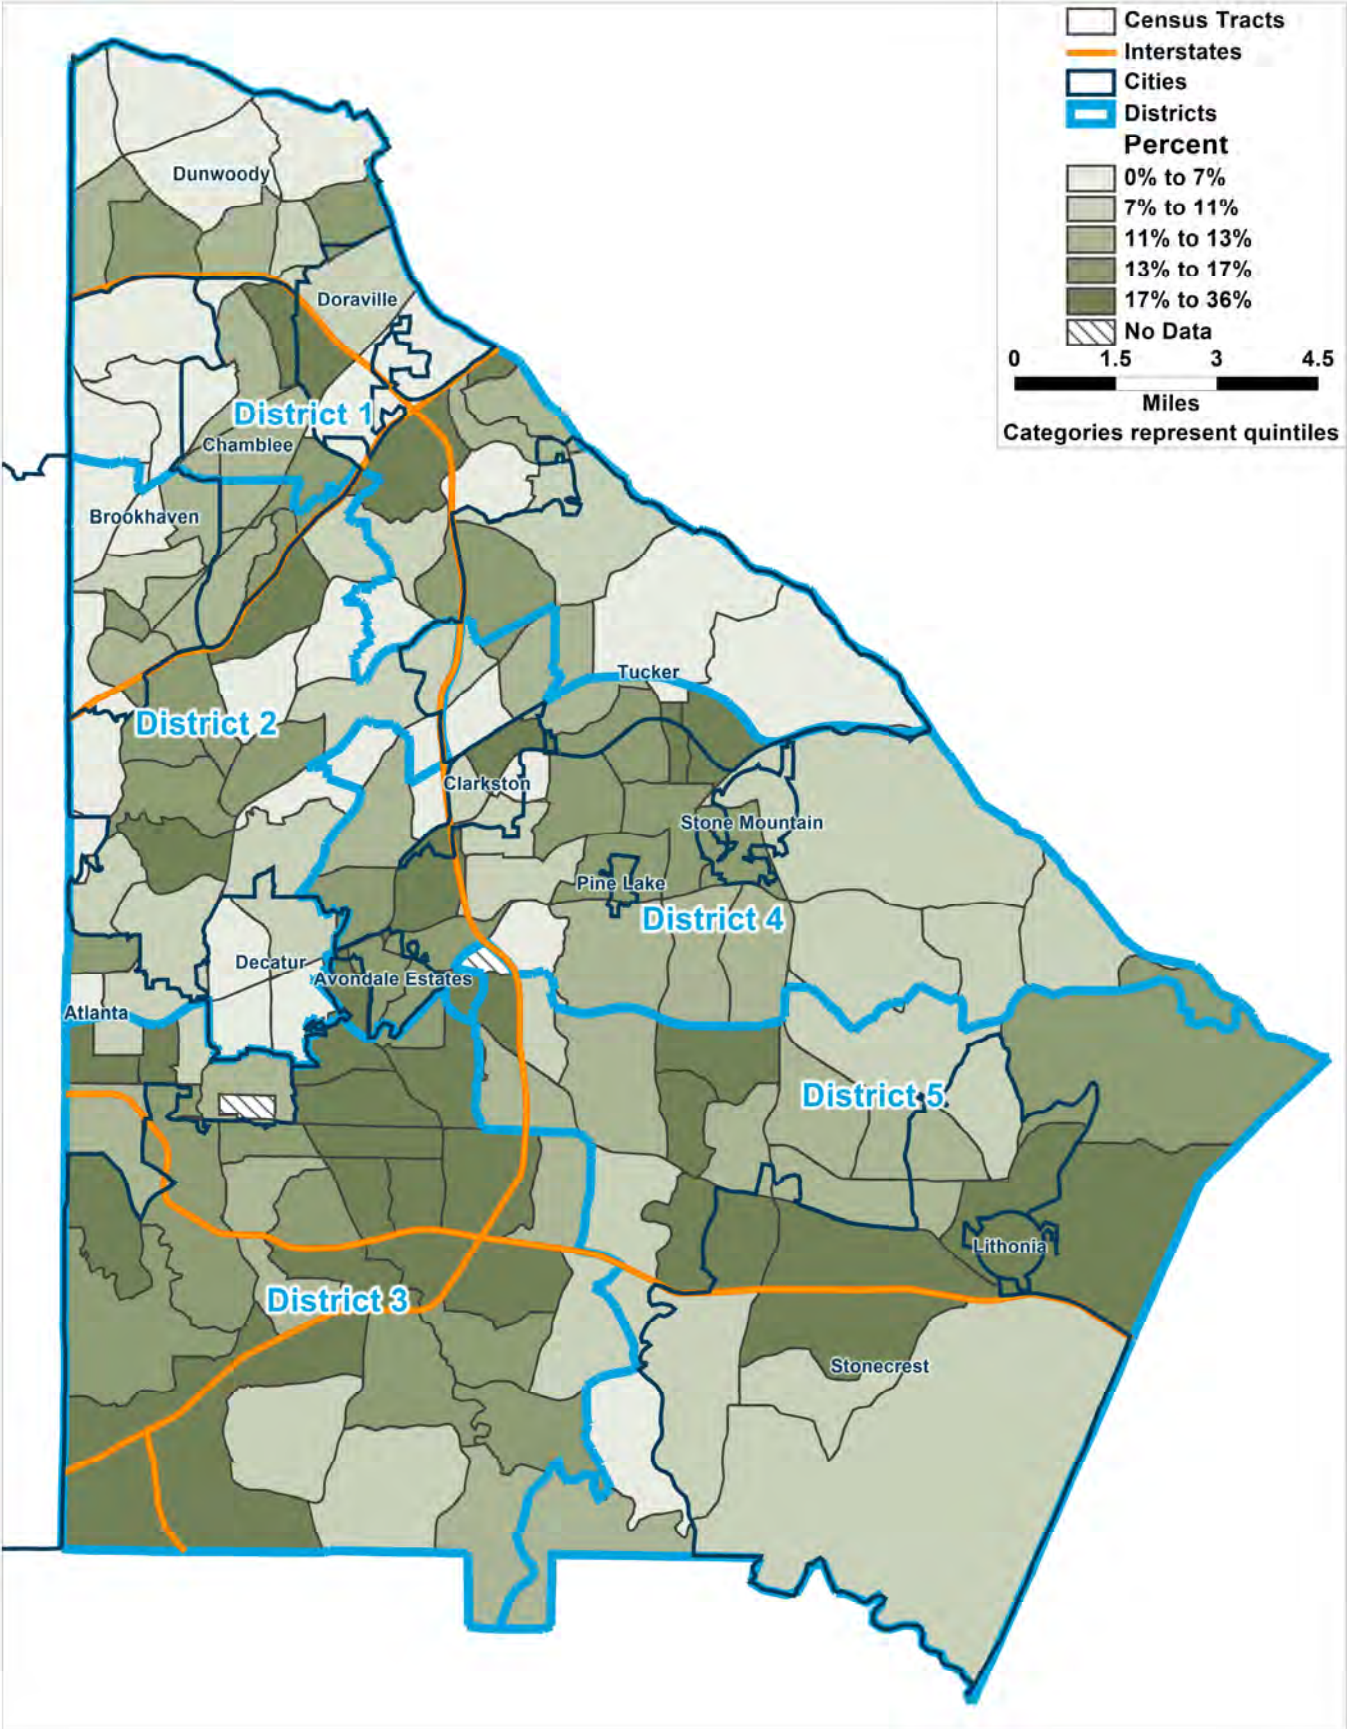 Census Tracts
Interstates
Cities
Districts
Percent
0% to 7%
7% to 11%
11% to 13%
13% to 17%
17% to 36%
No Data
0 1.5 3 4.5
Miles
Categories represent quintiles
Dunwoody
Doraville
District 1
Chamblee
Brookhaven
Tucker
District 2
Clarkston
Stone Mountain
Pine Lake
District 4
Decatur
Avondale Estates
Atlanta
District 5
Lithonia
District 3
Stonecrest